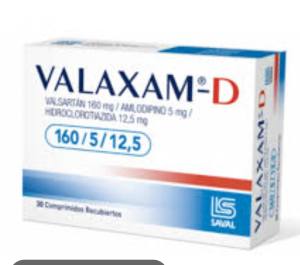 VALAXAM®-D
VALSARTÁN 160 mg / AMLODIPINO 5 mg /
HIDROCLOROTIAZIDA 12,5 mg
160/5/12,5
30 Comprimidos Recubiertos
SAVAL